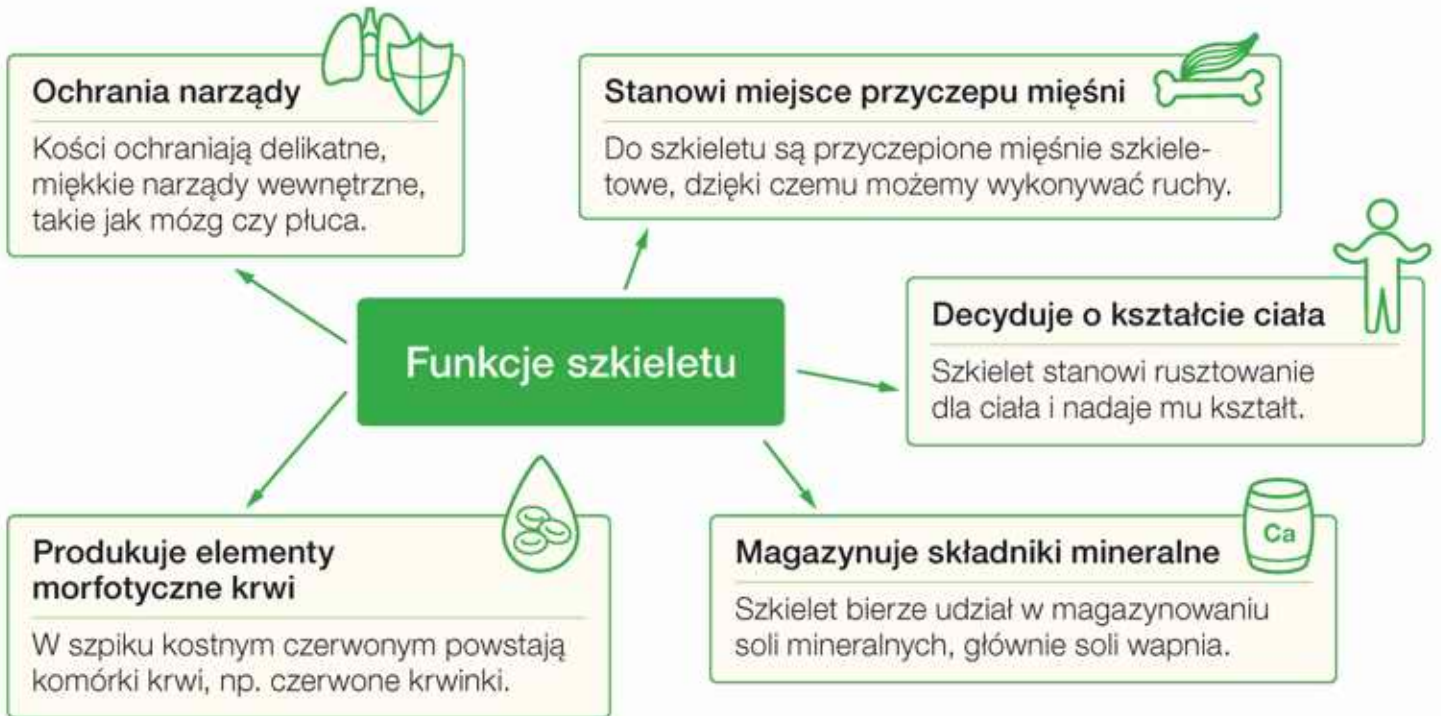 Ochrania narządy
Kości ochraniają delikatne,
miękkie narządy wewnętrzne,
takie jak mózg czy płuca.
Stanowi miejsce przyczepu mięśni
Do szkieletu są przyczepione mięśnie szkiele-
towe, dzięki czemu możemy wykonywać ruchy.
Funkcje szkieletu
Decyduje o kształcie ciała
Szkielet stanowi rusztowanie
dla ciała i nadaje mu kształt.
Produkuje elementy
morfotyczne krwi
W szpiku kostnym czerwonym powstają
komórki krwi, np. czerwone krwinki.
Magazynuje składniki mineralne
Ca
Szkielet bierze udział w magazynowaniu
soli mineralnych, głównie soli wapnia.